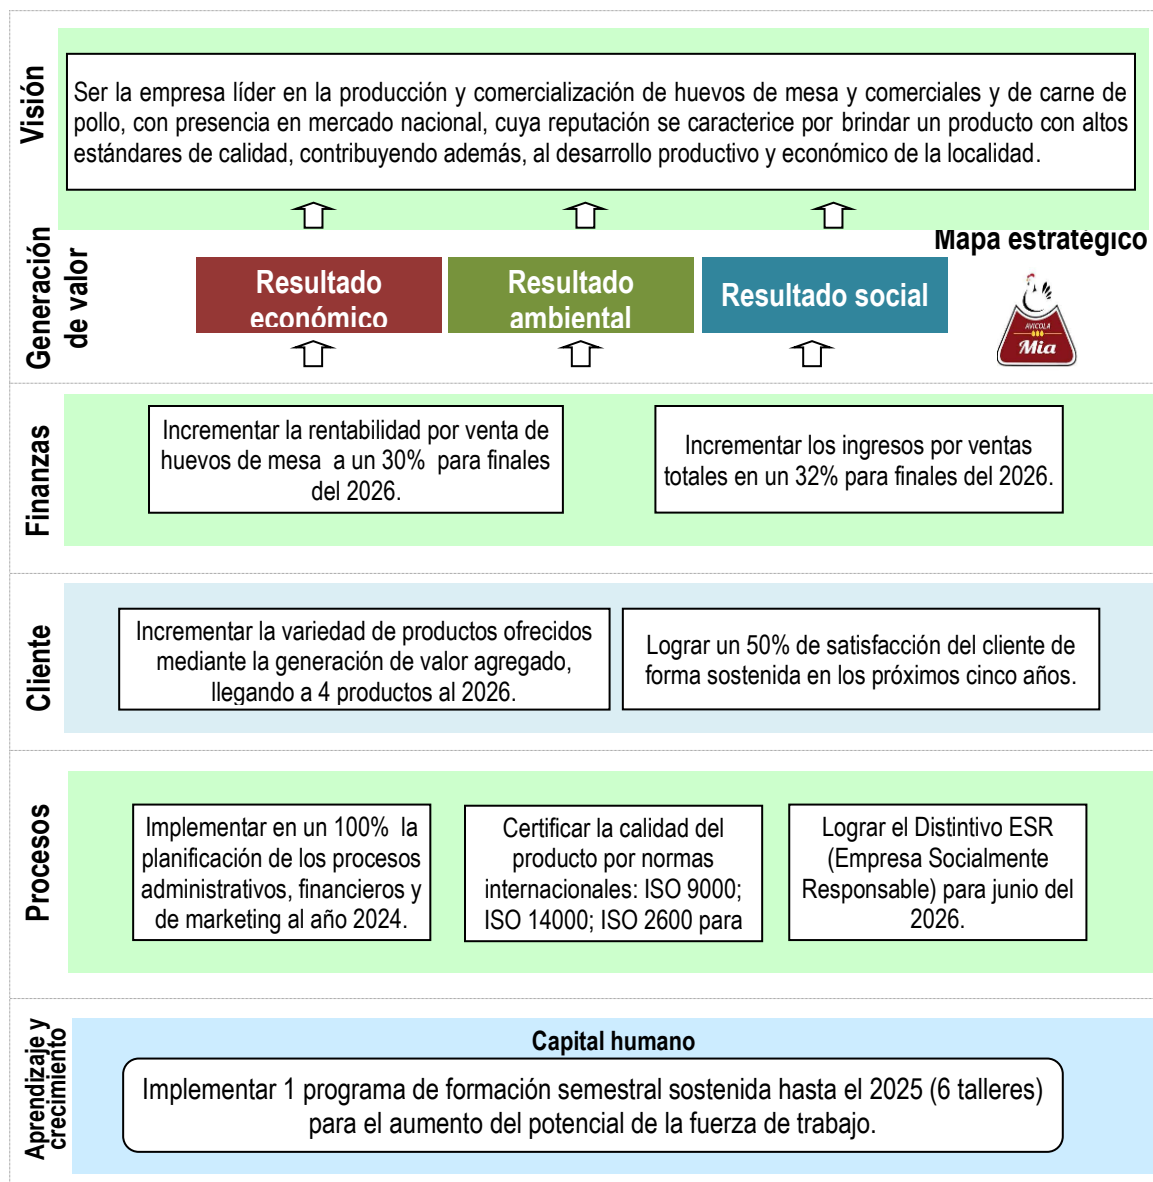 Visión
Ser la empresa líder en la producción y comercialización de huevos de mesa y comerciales y de carne de
pollo, con presencia en mercado nacional, cuya reputación se caracterice por brindar un producto con altos
estándares de calidad, contribuyendo además, al desarrollo productivo y económico de la localidad.
Generación
de valor
Mapa estratégico
Resultado
económico
Resultado
ambiental
Resultado social
AVICOLA
Mia
Finanzas
Incrementar la rentabilidad por venta de
huevos de mesa a un 30% para finales
del 2026.
Incrementar los ingresos por ventas
totales en un 32% para finales del 2026.
Cliente
Incrementar la variedad de productos ofrecidos
mediante la generación de valor agregado,
llegando a 4 productos al 2026.
Lograr un 50% de satisfacción del cliente de
forma sostenida en los próximos cinco años.
Procesos
Implementar en un 100% la
planificación de los procesos
administrativos, financieros y
de marketing al año 2024.
Certificar la calidad del
producto por normas
internacionales: ISO 9000;
ISO 14000; ISO 2600 para
Lograr el Distintivo ESR
(Empresa Socialmente
Responsable) para junio del
2026.
Aprendizaje y
crecimiento
Capital humano
Implementar 1 programa de formación semestral sostenida hasta el 2025 (6 talleres)
para el aumento del potencial de la fuerza de trabajo.